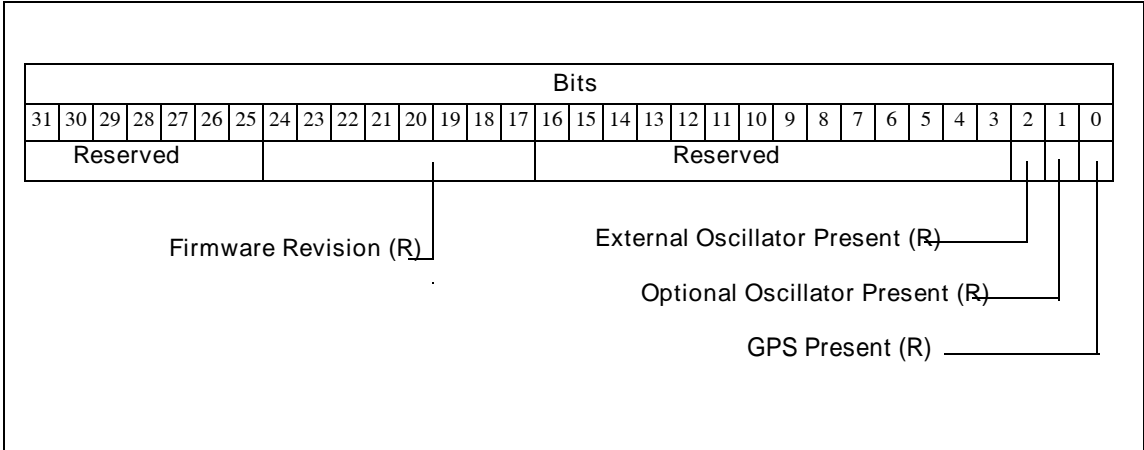 Bits
31 30 29 28 27 26 25 24 23 22 21 20 19 18 17 16 15 14 13 12 11 10 9 8 7 6 5 4 3 2 1 0
Reserved Reserved
Firmware Revision (R)
External Oscillator Present (R)
Optional Oscillator Present (R)
GPS Present (R)